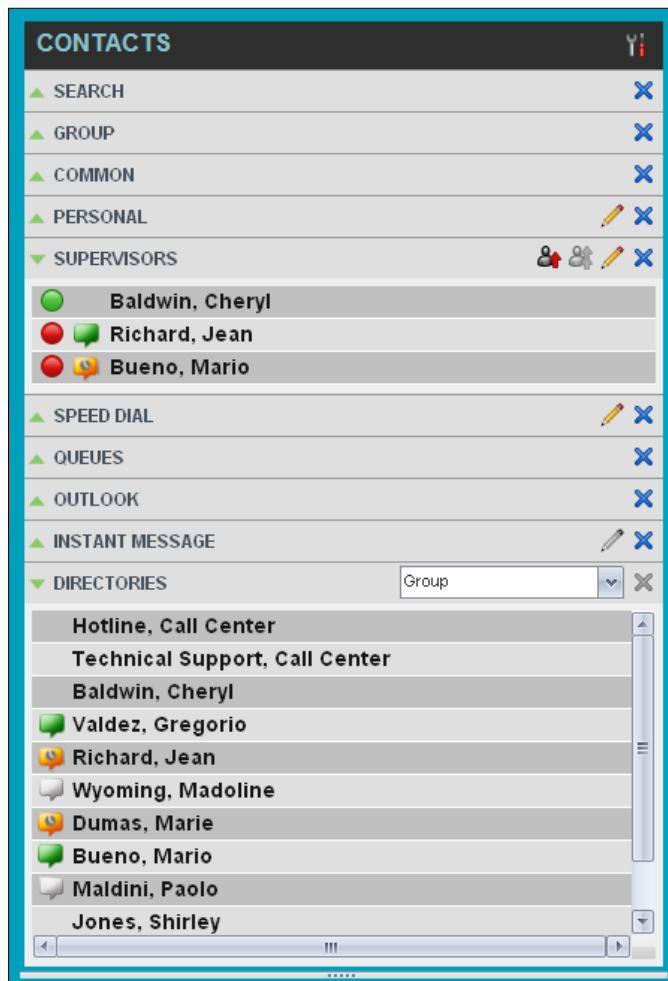 CONTACTS
SEARCH
GROUP
COMMON
PERSONAL
SUPERVISORS
Baldwin, Cheryl
Richard, Jean
Bueno, Mario
SPEED DIAL
QUEUES
OUTLOOK
INSTANT MESSAGE
DIRECTORIES Group
Hotline, Call Center
Technical Support, Call Center
Baldwin, Cheryl
Valdez, Gregorio
Richard, Jean
Wyoming, Madoline
Dumas, Marie
Bueno, Mario
Maldini, Paolo
Jones, Shirley